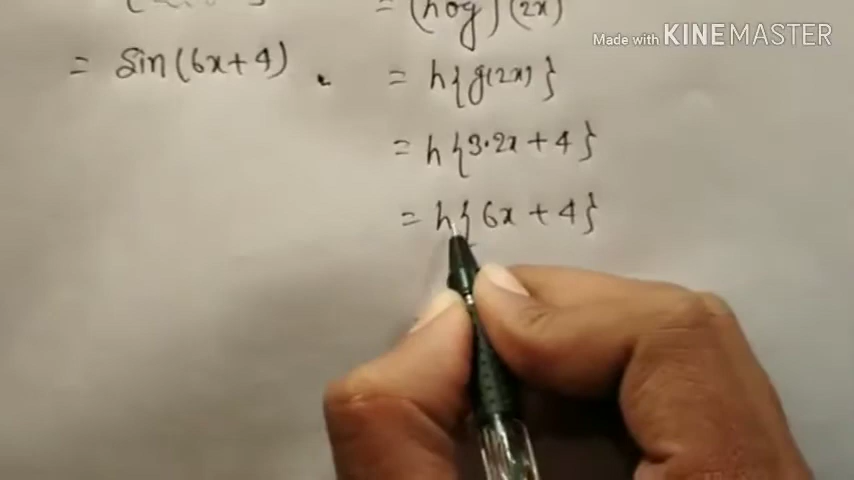 = (hog)(2x)
= Sin(6x+4).
= h{g(2x)}
= h{3·2x + 4}
= h{6x + 4}
Made with KINEMASTER